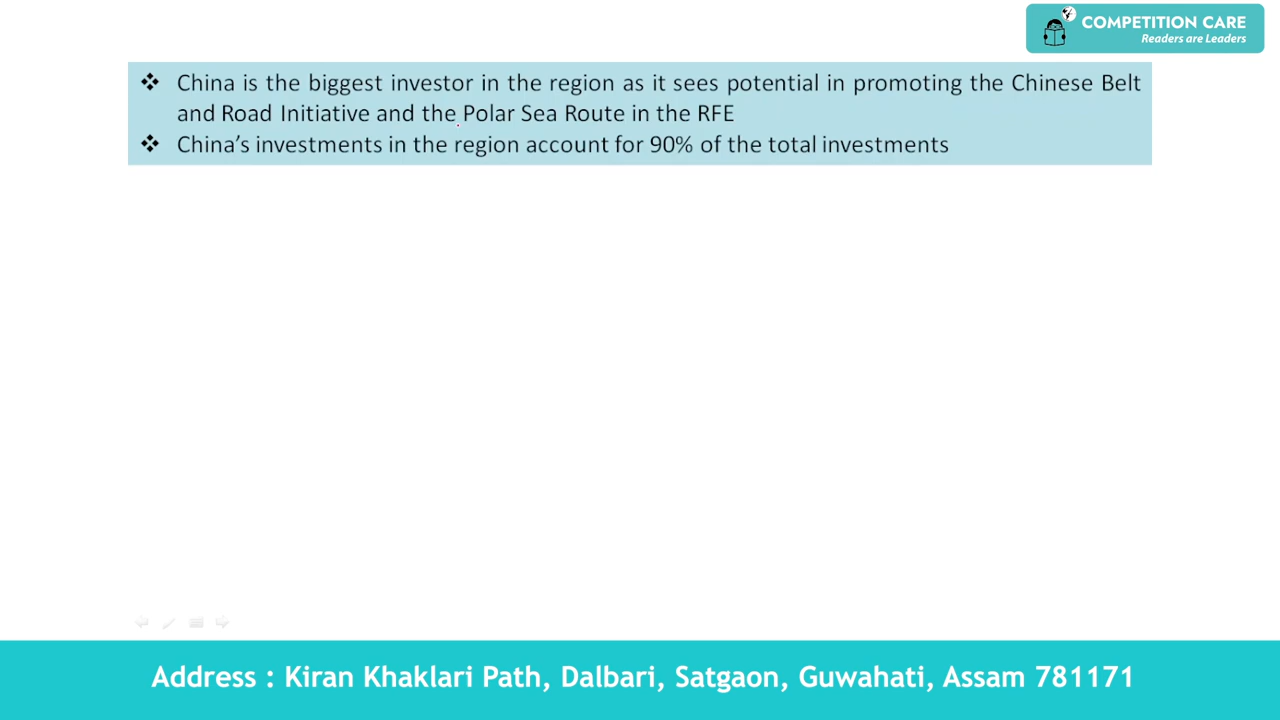 COMPETITION CARE
Readers are Leaders
❖ China is the biggest investor in the region as it sees potential in promoting the Chinese Belt
and Road Initiative and the Polar Sea Route in the RFE
❖ China’s investments in the region account for 90% of the total investments
Address : Kiran Khaklari Path, Dalbari, Satgaon, Guwahati, Assam 781171